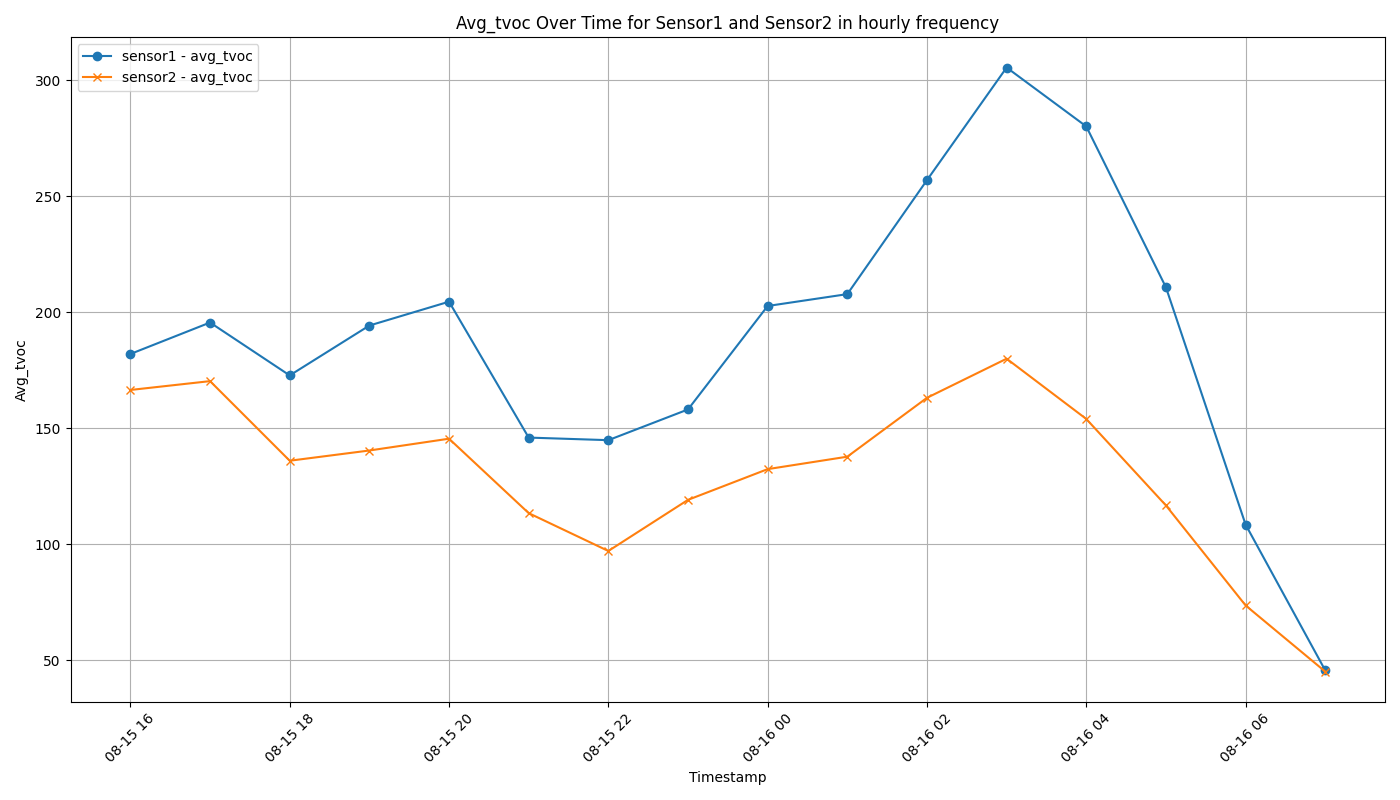 Avg_tvoc Over Time for Sensor1 and Sensor2 in hourly frequency
sensor1 - avg_tvoc
sensor2 - avg_tvoc
300
250
200
150
100
50
Avg_tvoc
08-15 16
08-15 18
08-15 20
08-15 22
08-16 00
08-16 02
08-16 04
08-16 06
Timestamp